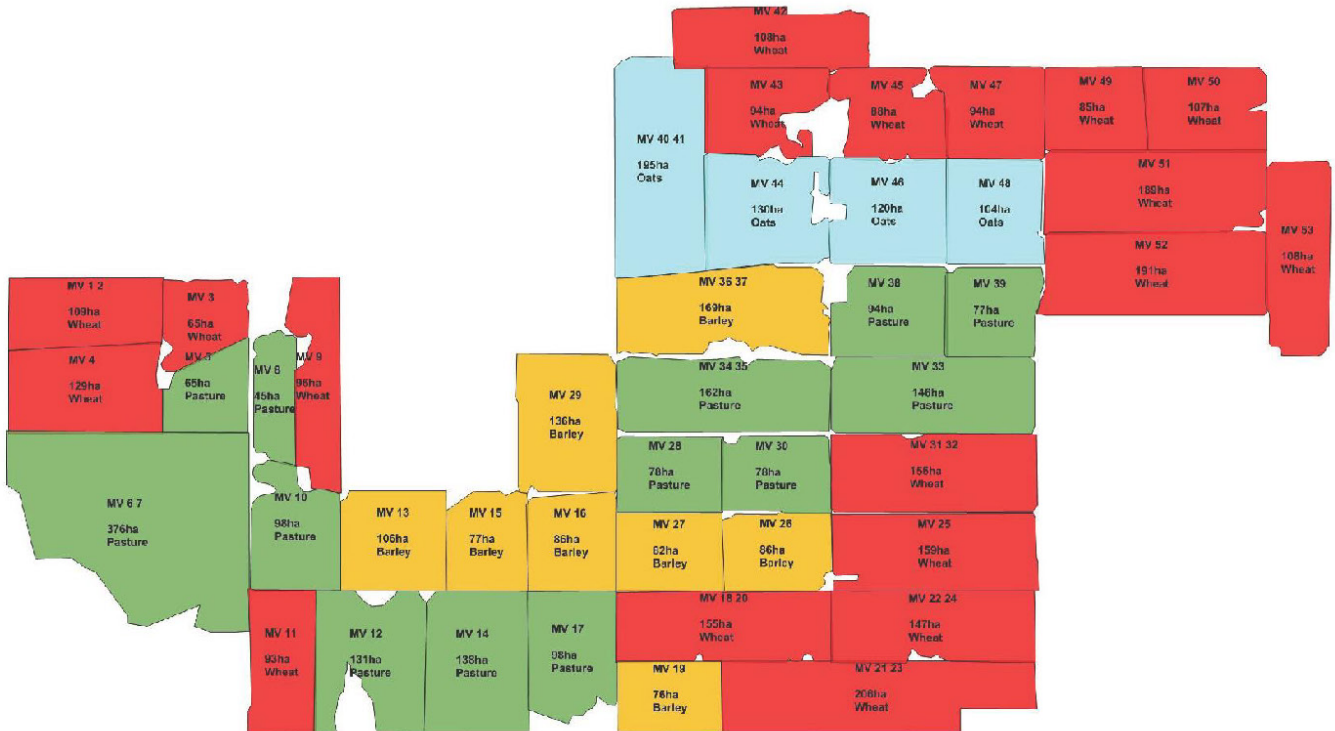 MV 42
108ha
Wheat
MV 43
94ha
Wheat
MV 45
88ha
Wheat
MV 47
94ha
Wheat
MV 49
85ha
Wheat
MV 50
107ha
Wheat
MV 40 41
195ha
Oats
MV 44
130ha
Oats
MV 46
120ha
Oats
MV 48
104ha
Oats
MV 51
189ha
Wheat
MV 52
191ha
Wheat
MV 53
108ha
Wheat
MV 1 2
109ha
Wheat
MV 3
65ha
Wheat
MV 36 37
169ha
Barley
MV 38
94ha
Pasture
MV 39
77ha
Pasture
MV 4
129ha
Wheat
65ha
Pasture
45ha
Pasture
MV 9
96ha
Wheat
MV 29
136ha
Barley
MV 34 35
162ha
Pasture
MV 33
146ha
Pasture
MV 28
78ha
Pasture
MV 30
78ha
Pasture
MV 31 32
Wheat
MV 6 7
376ha
Pasture
MV 10
98ha
Pasture
MV 13
106ha
Barley
MV 15
77ha
Barley
MV 16
86ha
Barley
MV 27
82ha
Barley
MV 26
86ha
Barley
MV 25
159ha
Wheat
MV 11
93ha
Wheat
MV 12
131ha
Pasture
MV 14
138ha
Pasture
MV 17
98ha
Pasture
MV 18 20
155ha
Wheat
MV 22 24
147ha
Wheat
MV 19
76ha
Barley
MV 21 23
206ha
Wheat